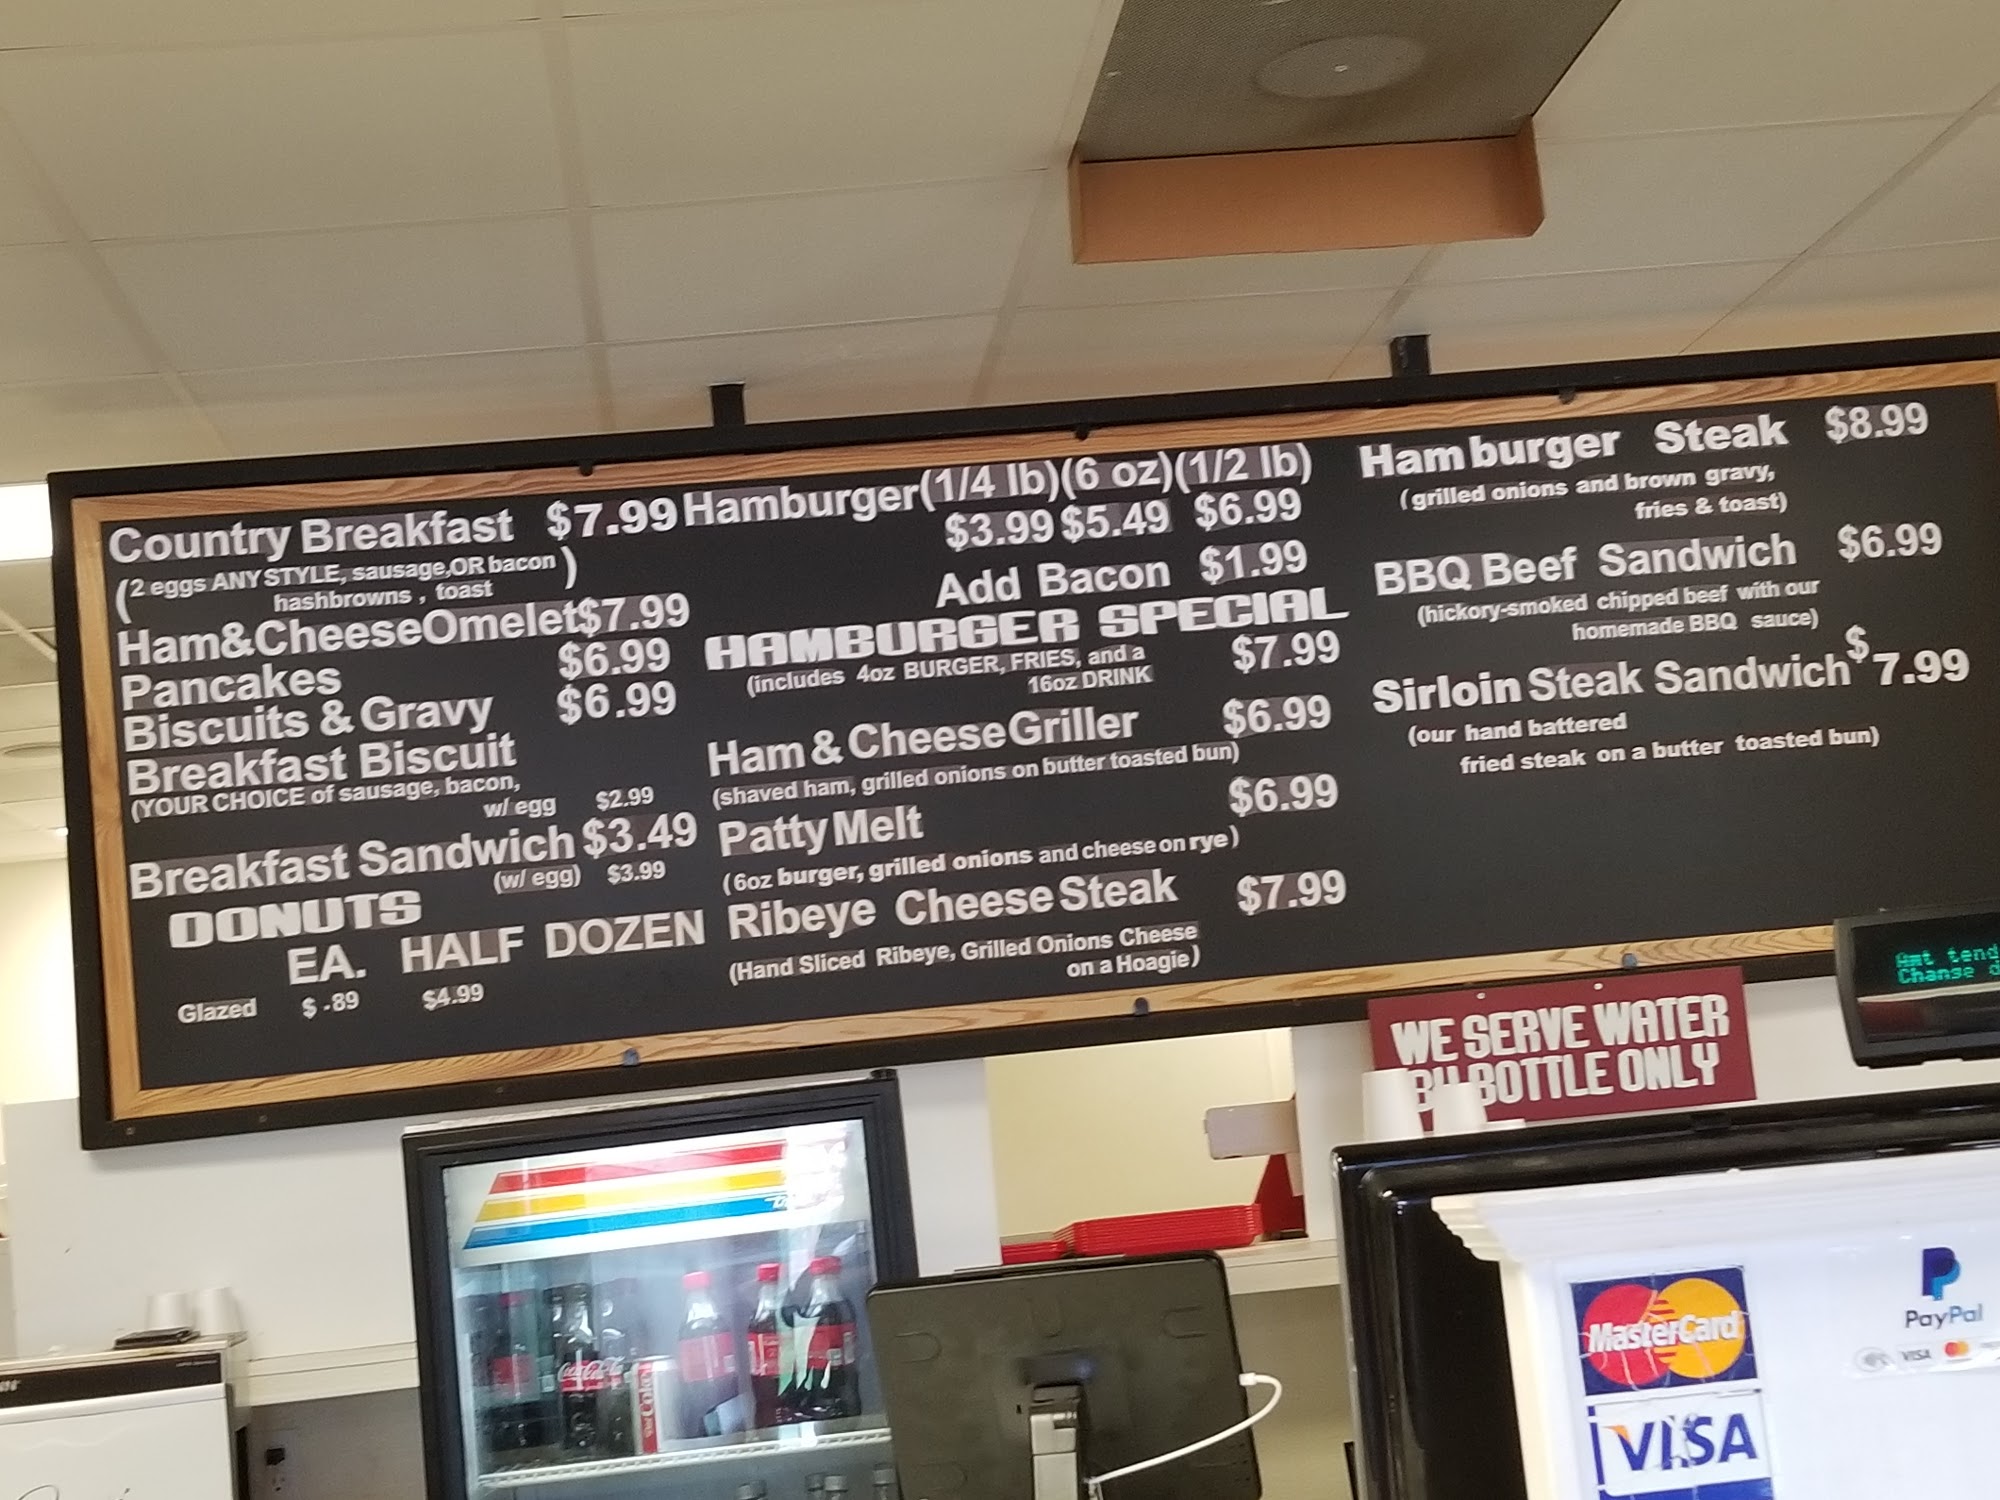 Country Breakfast $7.99
(2 eggs ANY STYLE, sausage,OR bacon
hashbrowns , toast )
Ham&CheeseOmelet $7.99
Pancakes $6.99
Biscuits & Gravy $6.99
Breakfast Biscuit
(YOUR CHOICE of sausage, bacon,
w/ egg $2.99
Breakfast Sandwich $3.49
(w/ egg) $3.99
DONUTS
EA. HALF DOZEN
Glazed $ .89 $4.99
Hamburger(1/4 lb)(6 oz)(1/2 lb)
$3.99 $5.49 $6.99
Add Bacon $1.99
HAMBURGER SPECIAL
(includes 4oz BURGER, FRIES, and a $7.99
16oz DRINK
Ham & Cheese Griller $6.99
(shaved ham, grilled onions on butter toasted bun)
Patty Melt $6.99
(6oz burger, grilled onions and cheese on rye)
Ribeye Cheese Steak $7.99
(Hand Sliced Ribeye, Grilled Onions Cheese
on a Hoagie)
Hamburger Steak $8.99
(grilled onions and brown gravy,
fries & toast)
BBQ Beef Sandwich $6.99
(hickory-smoked chipped beef with our
homemade BBQ sauce)
Sirloin Steak Sandwich $7.99
(our hand battered
fried steak on a butter toasted bun)
Amt tend
Change d
WE SERVE WATER
BY BOTTLE ONLY
Coca-Cola
MasterCard
VISA
PayPal
VISA